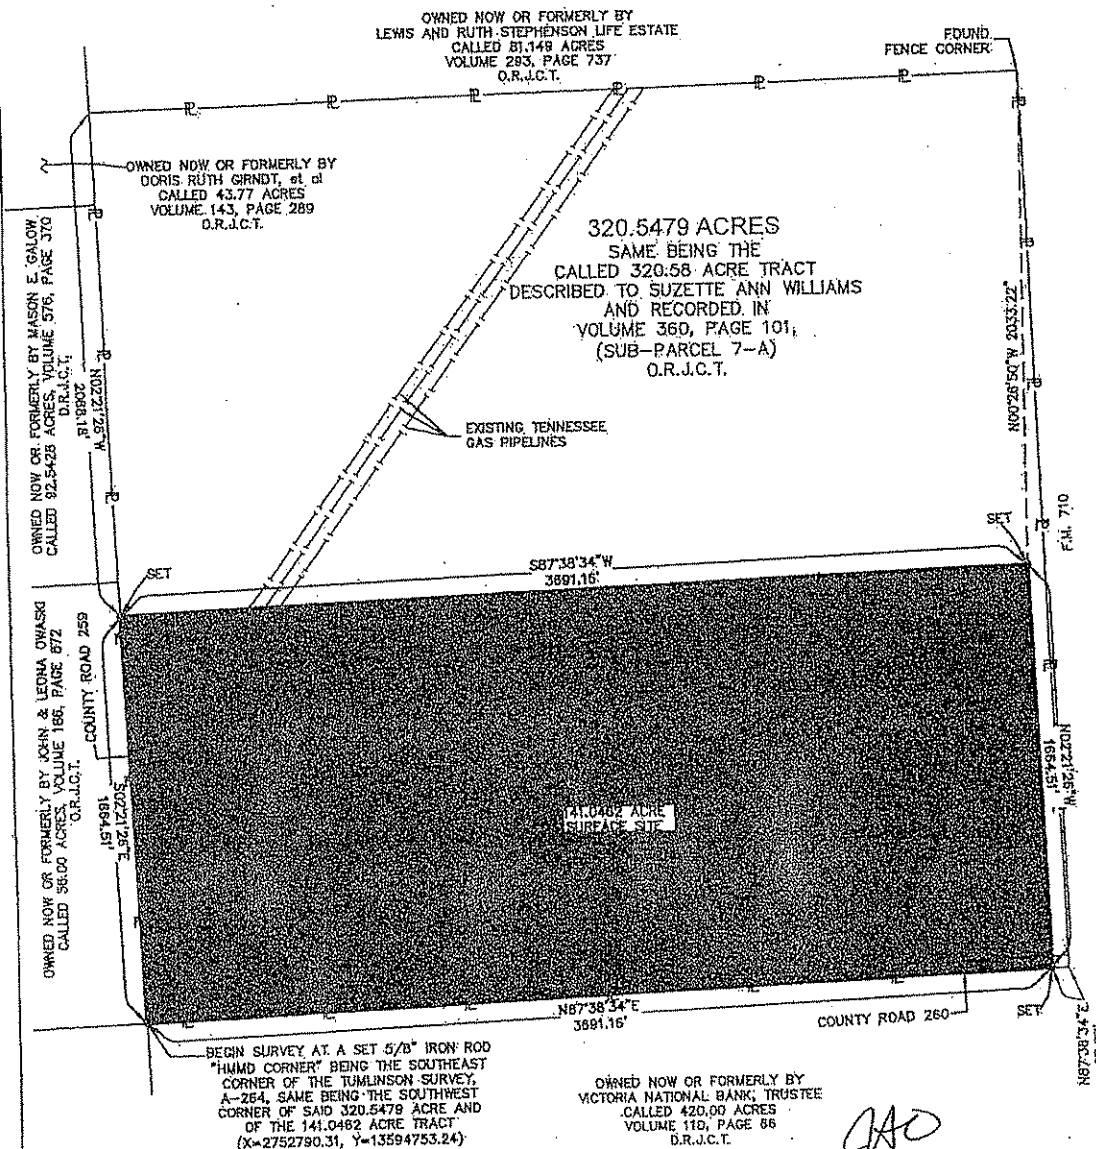 OWNED NOW OR FORMERLY BY
LEWIS AND RUTH STEPHENSON LIFE ESTATE
CALLED 81.149 ACRES
VOLUME 293, PAGE 737
O.R.J.C.T.
FOUND
FENCE CORNER
OWNED NOW OR FORMERLY BY
DORIS RUTH GIRNDT, et al
CALLED 43.77 ACRES
VOLUME 143, PAGE 289
O.R.J.C.T.
320.5479 ACRES
SAME BEING THE
CALLED 320.58 ACRE TRACT
DESCRIBED TO SUZETTE ANN WILLIAMS
AND RECORDED IN
VOLUME 360, PAGE 101,
(SUB-PARCEL 7-A)
O.R.J.C.T.
OWNED NOW OR FORMERLY BY MASON E. GALOW
CALLED 92.5428 ACRES, VOLUME 576, PAGE 370
O.R.J.C.T.
N02°21'26"W
2068.18'
N00°26'50"W 2033.22'
EXISTING TENNESSEE
GAS PIPELINES
F.M. 710
SET
SET
S87°38'34"W
3691.16'
OWNED NOW OR FORMERLY BY JOHN & LEONA OWASKI
CALLED 58.00 ACRES, VOLUME 166, PAGE 872
O.R.J.C.T.
COUNTY ROAD 259
S02°21'26"E
1664.51'
141.0462 ACRE
SURFACE SITE
N02°21'26"W
1664.51'
N87°38'34"E
3691.16'
COUNTY ROAD 260
SET
N87°38'34"E
BEGIN SURVEY AT A SET 5/8" IRON ROD
"HMMD CORNER" BEING THE SOUTHEAST
CORNER OF THE TUMLINSON SURVEY,
A-264, SAME BEING THE SOUTHWEST
CORNER OF SAID 320.5479 ACRE AND
OF THE 141.0462 ACRE TRACT
(X=2752790.31, Y=13594753.24)
OWNED NOW OR FORMERLY BY
VICTORIA NATIONAL BANK, TRUSTEE
CALLED 420.00 ACRES
VOLUME 110, PAGE 66
D.R.J.C.T.